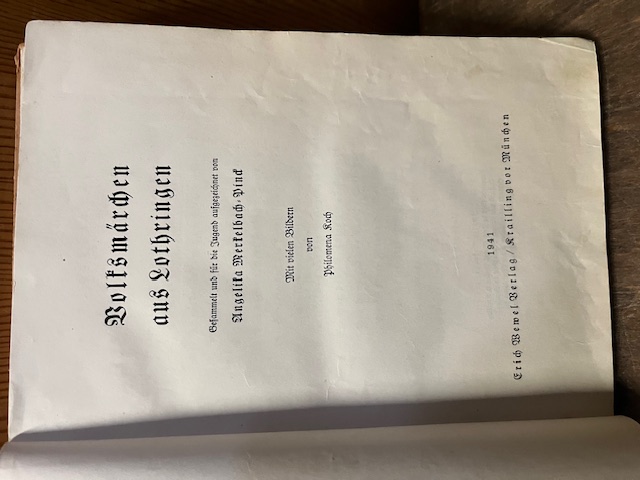 Volksmärchen
aus Lothringen
Gesammelt und für die Jugend aufgezeichnet von
Angelika Merkelbach-Pinck
Mit vielen Bildern
von
Philomena Koch
1941
Erich Wewel Verlag / Krailling vor München